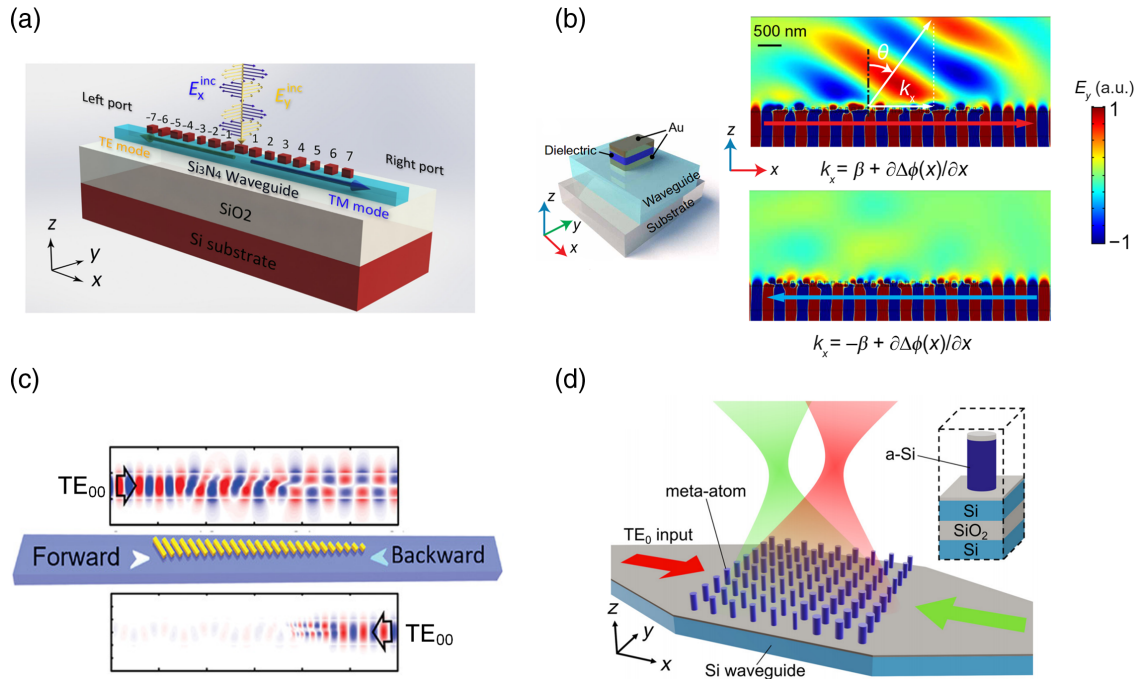 (a)
E_x^inc
E_y^inc
Left port
-7 -6 -5 -4 -3 -2 -1 1 2 3 4 5 6 7
Right port
TE mode
Si₃N₄ Waveguide
TM mode
SiO2
Si substrate
z
y
x
(b)
500 nm
θ
k_x
E_y (a.u.)
1
−1
Au
Dielectric
Waveguide
Substrate
z
y
x
z
x
k_x = β + ∂Δϕ(x)/∂x
k_x = −β + ∂Δϕ(x)/∂x
(c)
TE₀₀
Forward
Backward
TE₀₀
(d)
a-Si
meta-atom
Si
SiO₂
Si
TE₀ input
z
y
x
Si waveguide